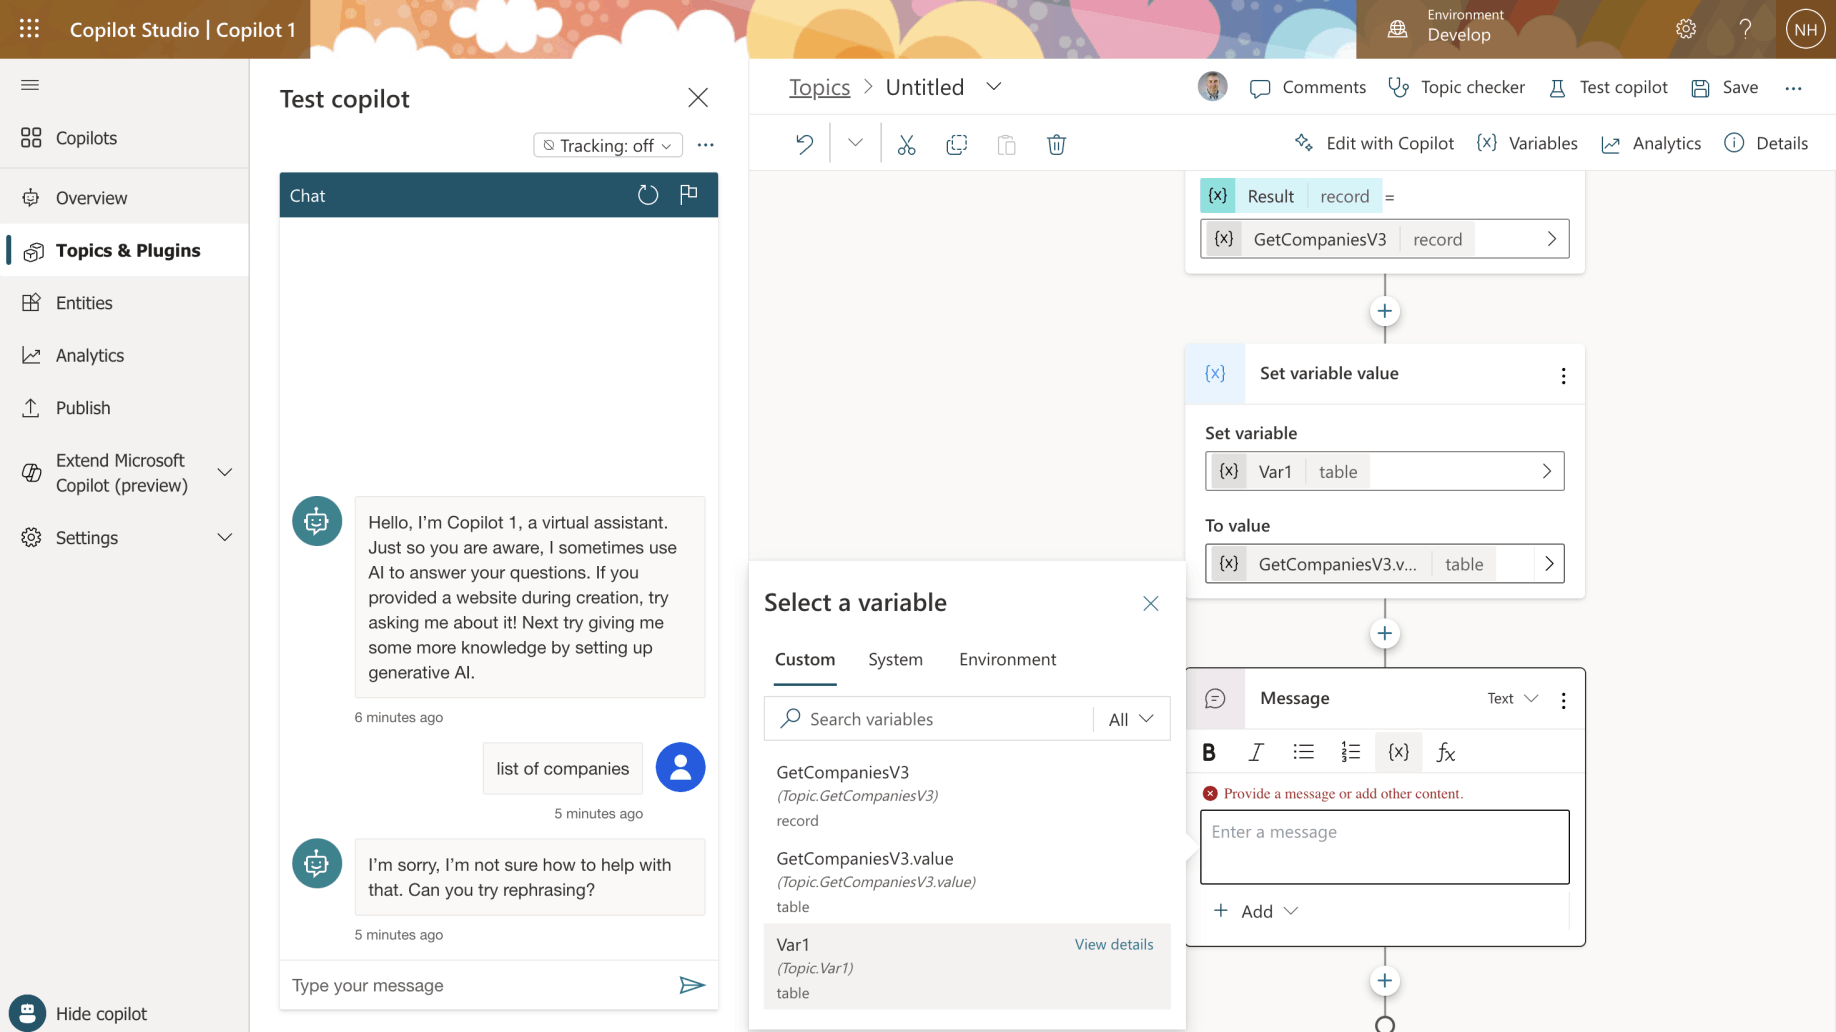 Copilot Studio | Copilot 1
Environment
Develop
?
NH
Copilots
Overview
Topics & Plugins
Entities
Analytics
Publish
Extend Microsoft
Copilot (preview)
Settings
Hide copilot
Test copilot
Tracking: off
Chat
Hello, I'm Copilot 1, a virtual assistant.
Just so you are aware, I sometimes use
AI to answer your questions. If you
provided a website during creation, try
asking me about it! Next try giving me
some more knowledge by setting up
generative AI.
6 minutes ago
list of companies
5 minutes ago
I'm sorry, I'm not sure how to help with
that. Can you try rephrasing?
5 minutes ago
Type your message
Topics > Untitled
Comments
Topic checker
Test copilot
Save
Edit with Copilot
{x} Variables
Analytics
Details
{x} Result record =
{x} GetCompaniesV3 record
{x} Set variable value
Set variable
{x} Var1 table
To value
{x} GetCompaniesV3.v... table
Message
Text
B I {x} fx
Provide a message or add other content.
Enter a message
+ Add
Select a variable
Custom System Environment
Search variables
All
GetCompaniesV3
(Topic.GetCompaniesV3)
record
GetCompaniesV3.value
(Topic.GetCompaniesV3.value)
table
Var1
View details
(Topic.Var1)
table